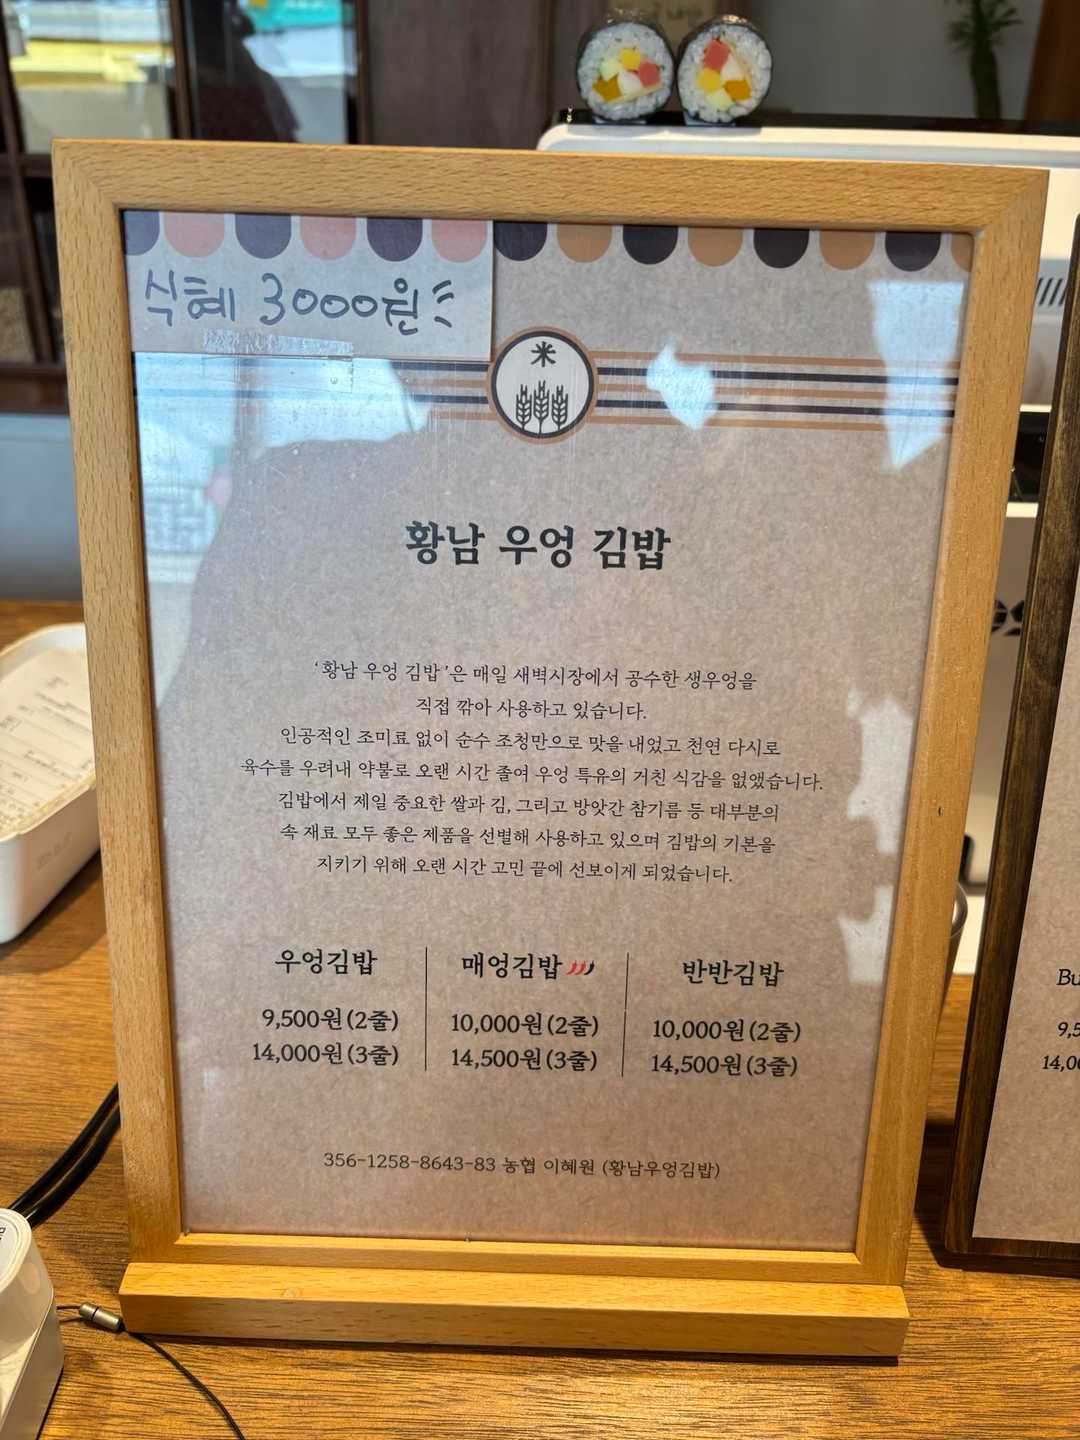 식혜 3000원
米
황남 우엉 김밥
'황남 우엉 김밥'은 매일 새벽시장에서 공수한 생우엉을
직접 깎아 사용하고 있습니다.
인공적인 조미료 없이 순수 조청만으로 맛을 내었고 천연 다시로
육수를 우려내 약불로 오랜 시간 졸여 우엉 특유의 거친 식감을 없앴습니다.
김밥에서 제일 중요한 쌀과 김, 그리고 방앗간 참기름 등 대부분의
속 재료 모두 좋은 제품을 선별해 사용하고 있으며 김밥의 기본을
지키기 위해 오랜 시간 고민 끝에 선보이게 되었습니다.
우엉김밥
9,500원(2줄)
14,000원(3줄)
매엉김밥
10,000원(2줄)
14,500원(3줄)
반반김밥
10,000원(2줄)
14,500원(3줄)
356-1258-8643-83 농협 이혜원 (황남우엉김밥)
Bu
9,5
14,00